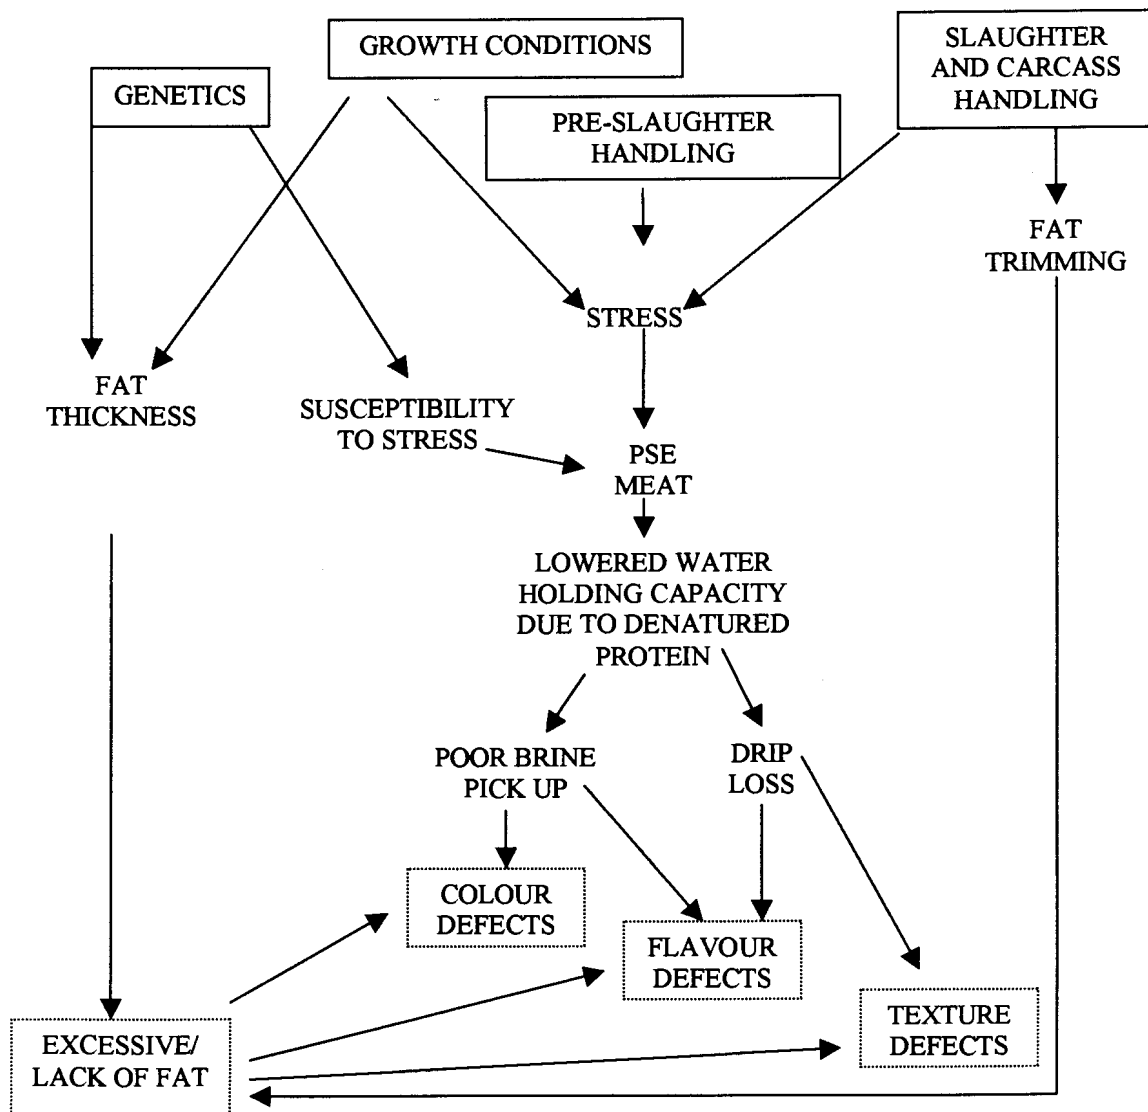 GROWTH CONDITIONS
SLAUGHTER
AND CARCASS
HANDLING
GENETICS
PRE-SLAUGHTER
HANDLING
FAT
TRIMMING
STRESS
FAT
THICKNESS
SUSCEPTIBILITY
TO STRESS
PSE
MEAT
LOWERED WATER
HOLDING CAPACITY
DUE TO DENATURED
PROTEIN
POOR BRINE
PICK UP
DRIP
LOSS
COLOUR
DEFECTS
FLAVOUR
DEFECTS
TEXTURE
DEFECTS
EXCESSIVE/
LACK OF FAT